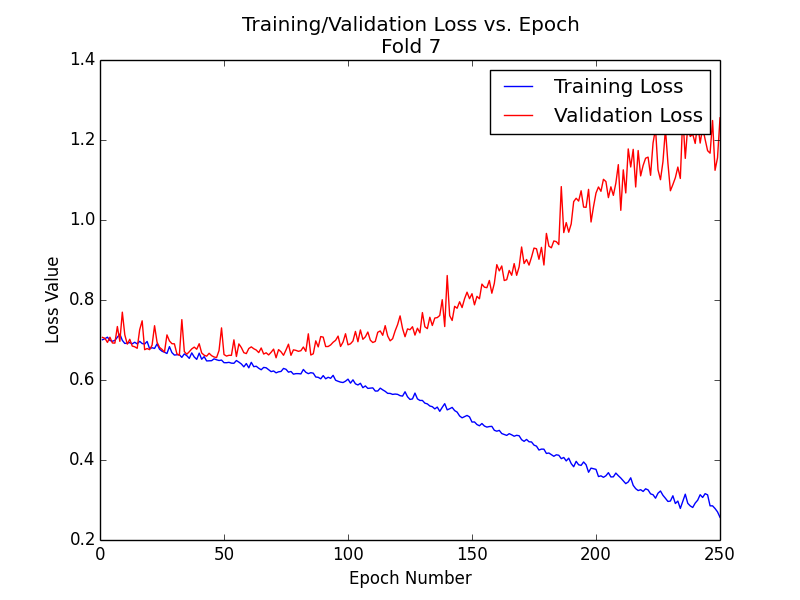 Training/Validation Loss vs. Epoch
Fold 7
Training Loss
Validation Loss
1.4
1.2
1.0
0.8
0.6
0.4
0.2
Loss Value
0
50
100
150
200
250
Epoch Number